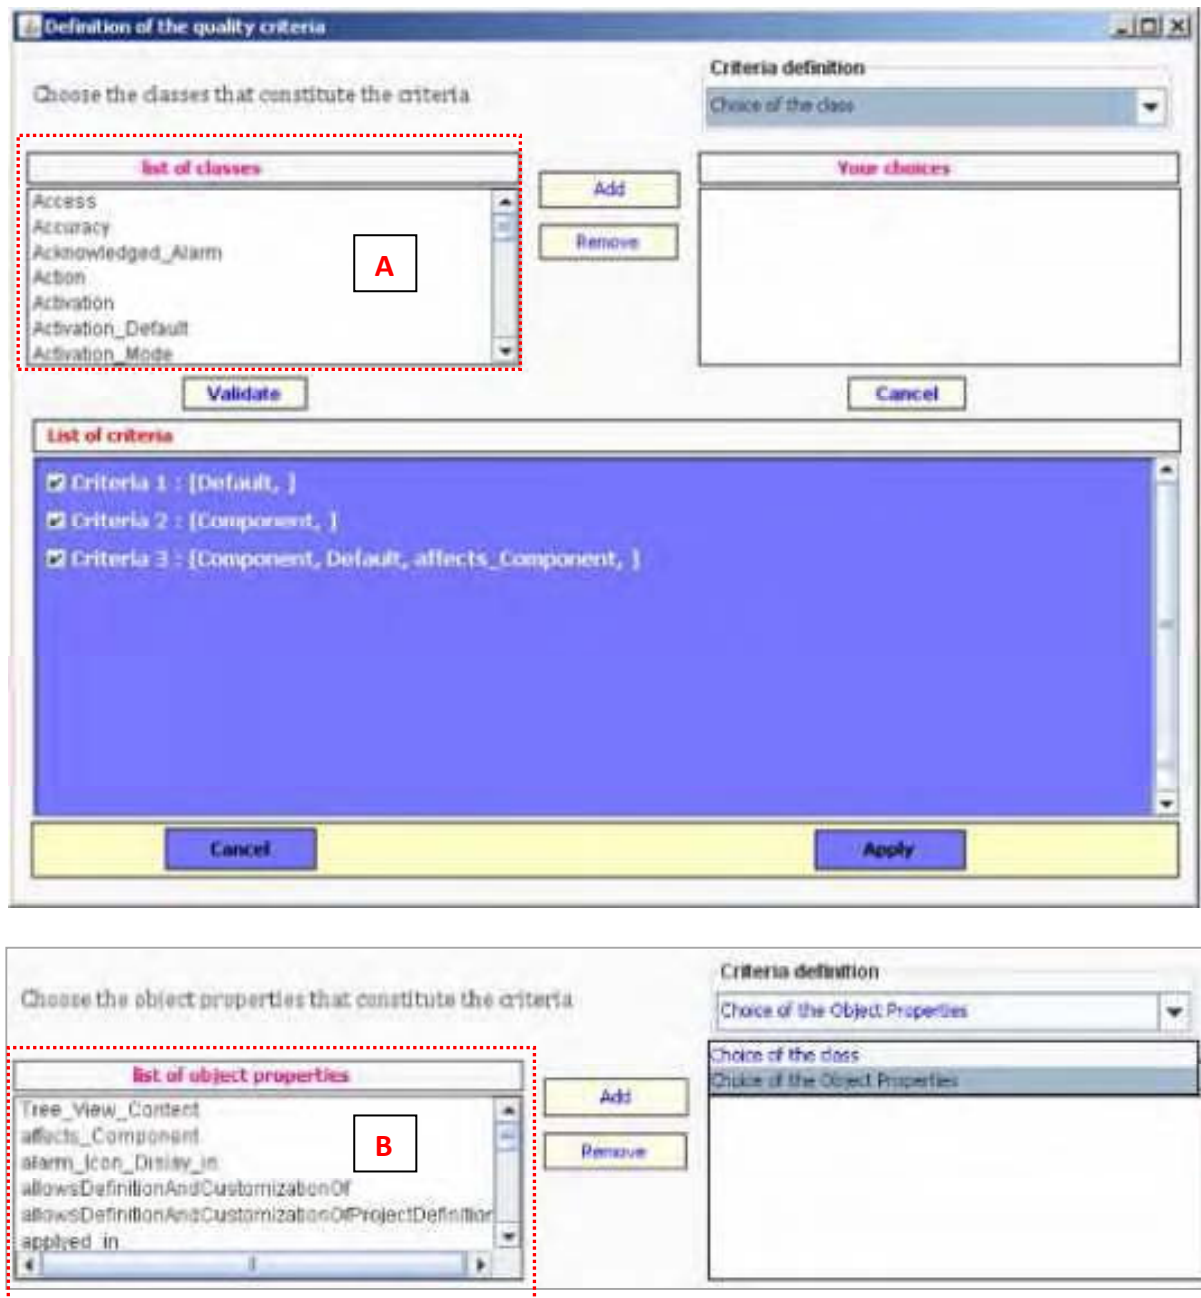 Definition of the quality criteria
Choose the classes that constitute the criteria
Criteria definition
Choice of the class
list of classes
Access
Accuracy
Acknowledged_Alarm
Action
Activation
Activation_Default
Activation_Mode
A
Add
Remove
Your choices
Validate
Cancel
List of criteria
Criteria 1 : [Default, ]
Criteria 2 : [Component, ]
Criteria 3 : [Component, Default, affects_Component, ]
Cancel
Apply
Choose the object properties that constitute the criteria
Criteria definition
Choice of the Object Properties
Choice of the class
Choice of the Object Properties
list of object properties
Tree_View_Content
affects_Component
alarm_Icon_Dislay_in
allowsDefinitionAndCustomizationOf
allowsDefinitionAndCustomizationOfProjectDefinition
applyed_in
B
Add
Remove